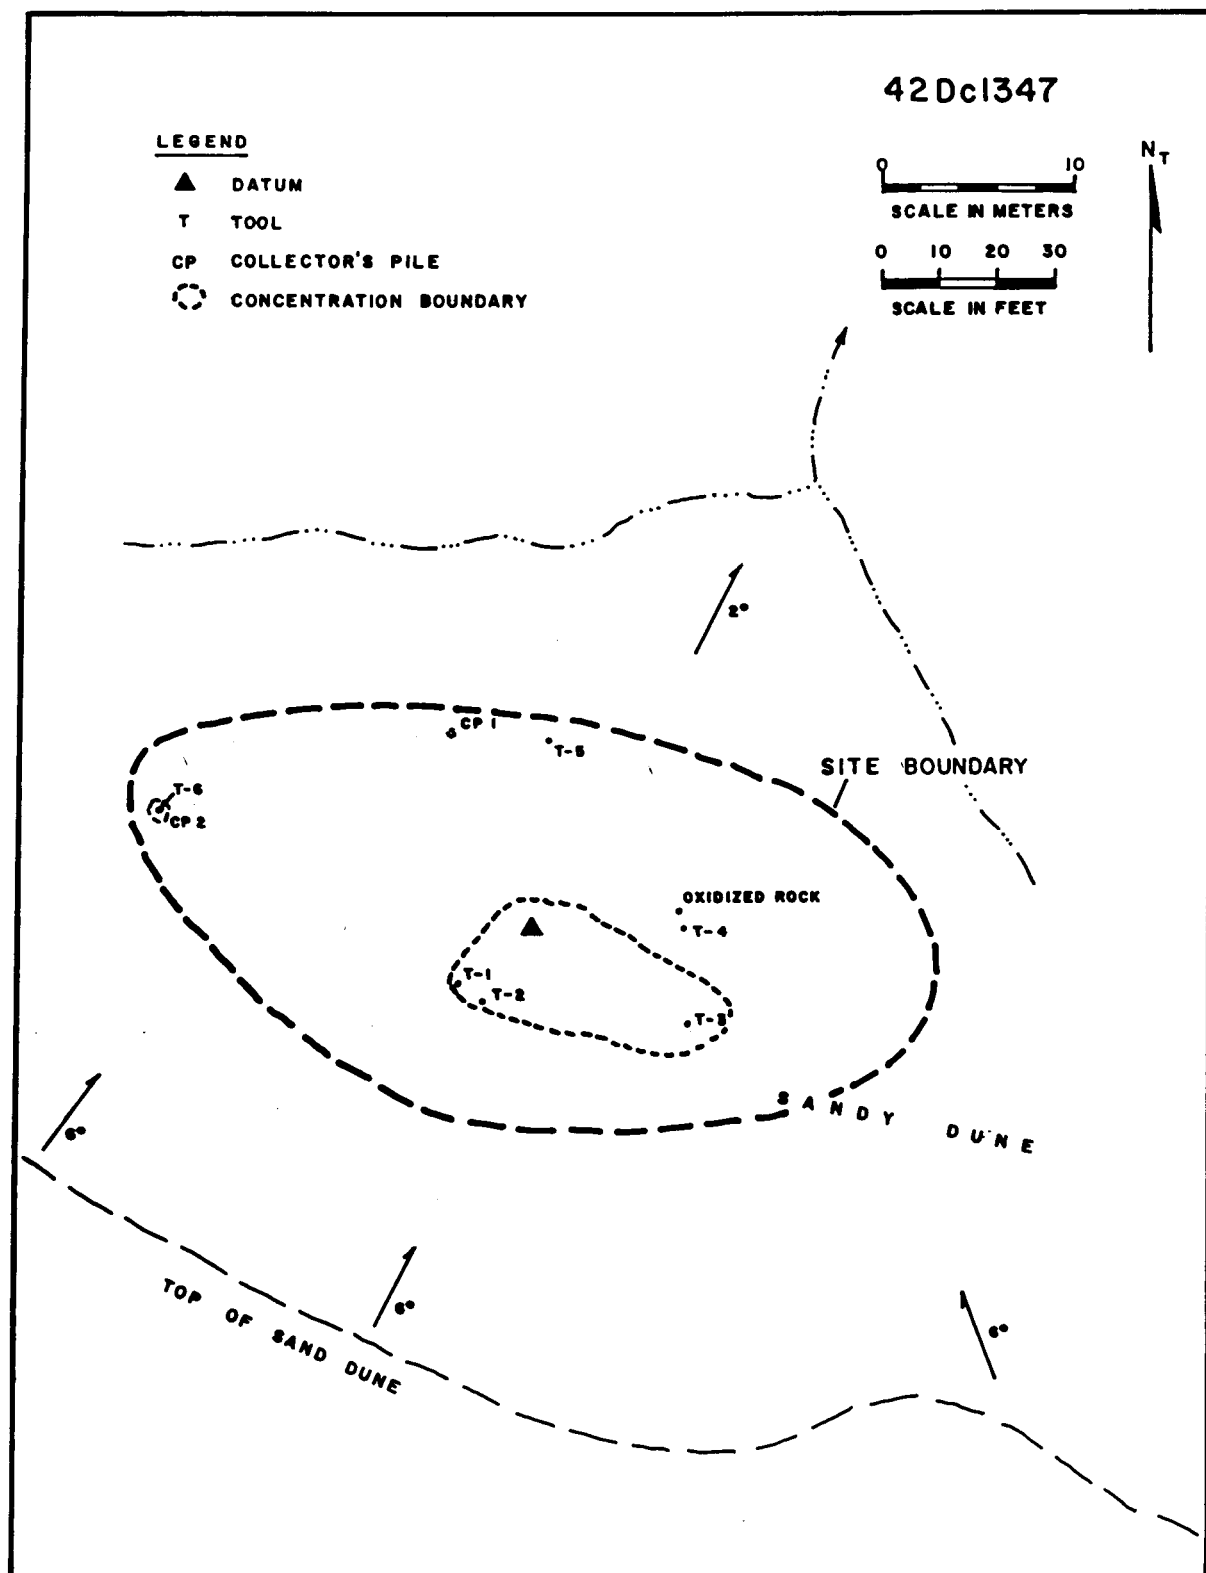 42Dc1347
LEGEND
DATUM
T TOOL
CP COLLECTOR'S PILE
CONCENTRATION BOUNDARY
0 10
SCALE IN METERS
0 10 20 30
SCALE IN FEET
NT
2°
CP 1
T-5
SITE BOUNDARY
T-6
CP 2
OXIDIZED ROCK
T-4
T-1
T-2
T-3
SANDY DUNE
6°
TOP OF SAND DUNE
6°
6°